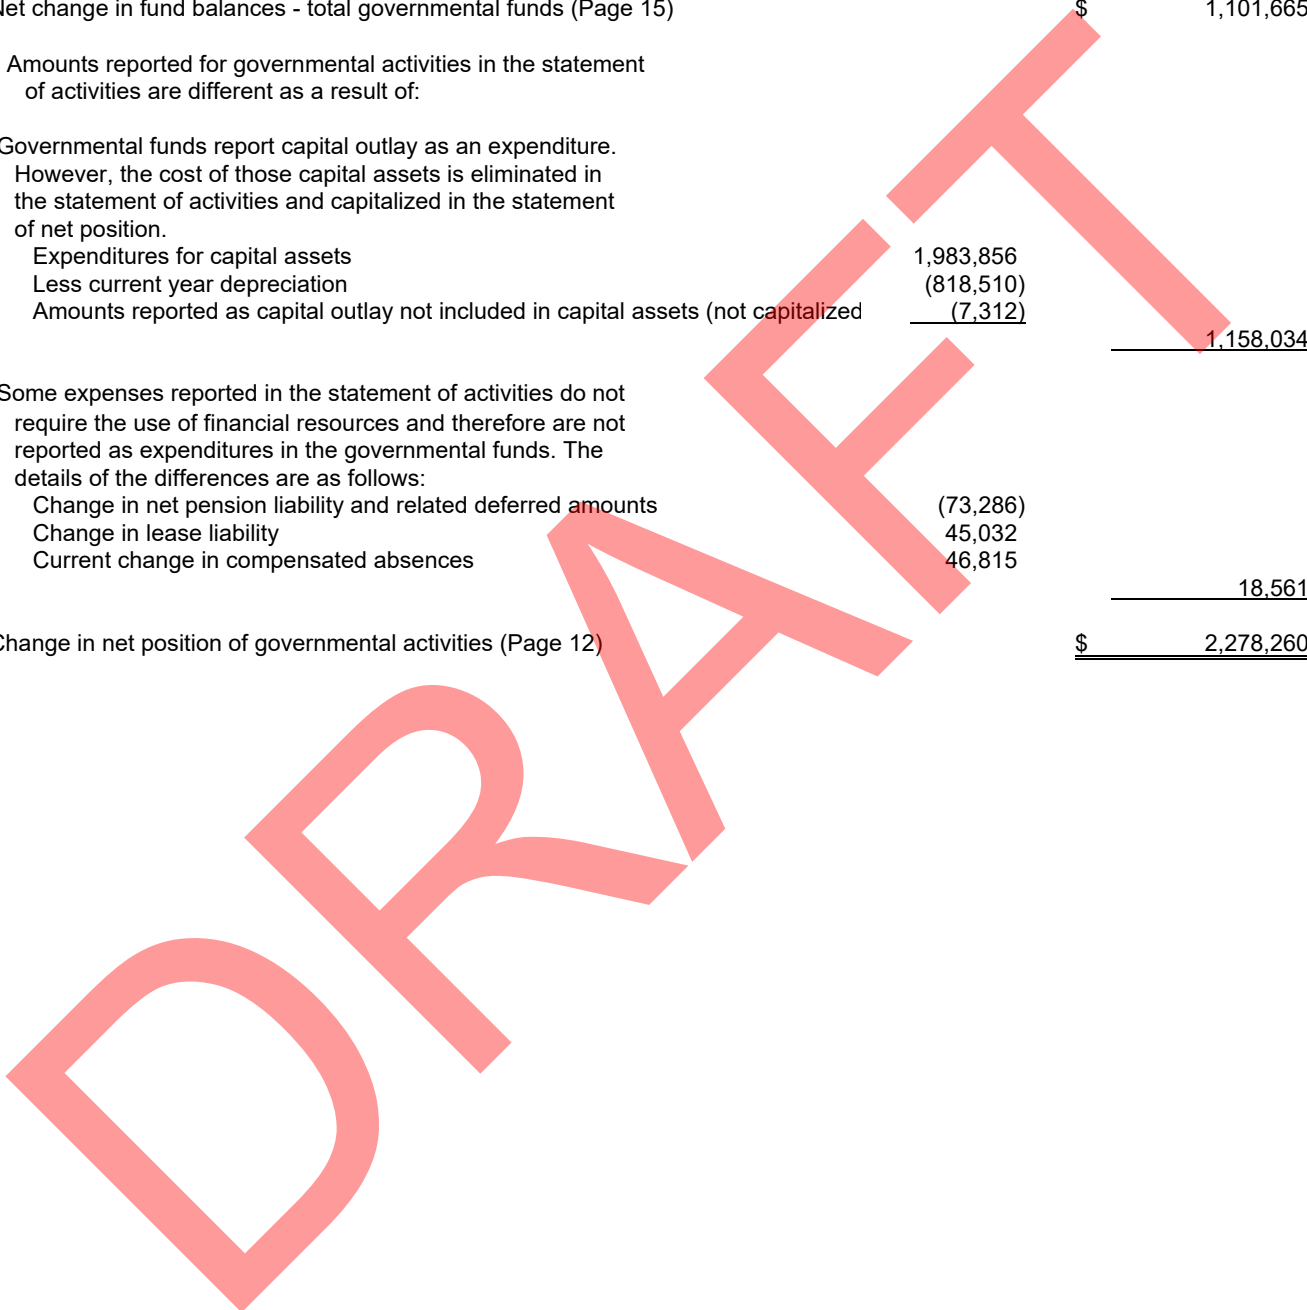 Net change in fund balances - total governmental funds (Page 15) $ 1,101,665
Amounts reported for governmental activities in the statement
of activities are different as a result of:
Governmental funds report capital outlay as an expenditure.
However, the cost of those capital assets is eliminated in
the statement of activities and capitalized in the statement
of net position.
Expenditures for capital assets 1,983,856
Less current year depreciation (818,510)
Amounts reported as capital outlay not included in capital assets (not capitalized (7,312)
1,158,034
Some expenses reported in the statement of activities do not
require the use of financial resources and therefore are not
reported as expenditures in the governmental funds. The
details of the differences are as follows:
Change in net pension liability and related deferred amounts (73,286)
Change in lease liability 45,032
Current change in compensated absences 46,815
18,561
Change in net position of governmental activities (Page 12) $ 2,278,260
DRAFT